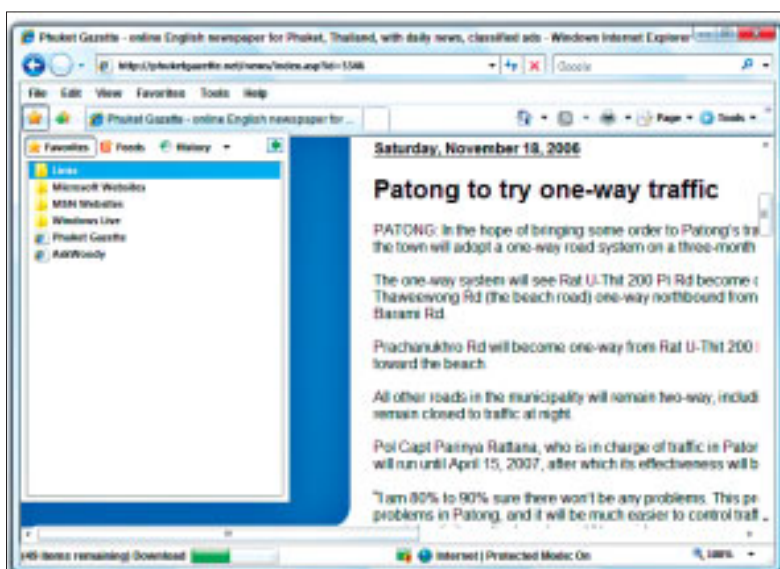 Phuket Gazette - online English newspaper for Phuket, Thailand, with daily news, classified ads - Windows Internet Explorer
http://phuketgazette.net/news/index.asp?id=5346
Google
File Edit View Favorites Tools Help
Phuket Gazette - online English newspaper for ...
Page Tools
Favorites Feeds History
Links
Microsoft Websites
MSN Websites
Windows Live
Phuket Gazette
AskWoody
Saturday, November 18, 2006
Patong to try one-way traffic
PATONG: In the hope of bringing some order to Patong's tra
the town will adopt a one-way road system on a three-month
The one-way system will see Rat U-Thit 200 Pi Rd become
Thaweewong Rd (the beach road) one-way northbound from
Barami Rd.
Prachanukhro Rd will become one-way from Rat U-Thit 200
toward the beach.
All other roads in the municipality will remain two-way, includi
remain closed to traffic at night.
Pol Capt Parinya Rattana, who is in charge of traffic in Pator
will run until April 15, 2007, after which its effectiveness will b
"I am 80% to 90% sure there won't be any problems. This pr
problems in Patong, and it will be much easier to control traff
(49 items remaining) Download
Internet | Protected Mode: On
100%